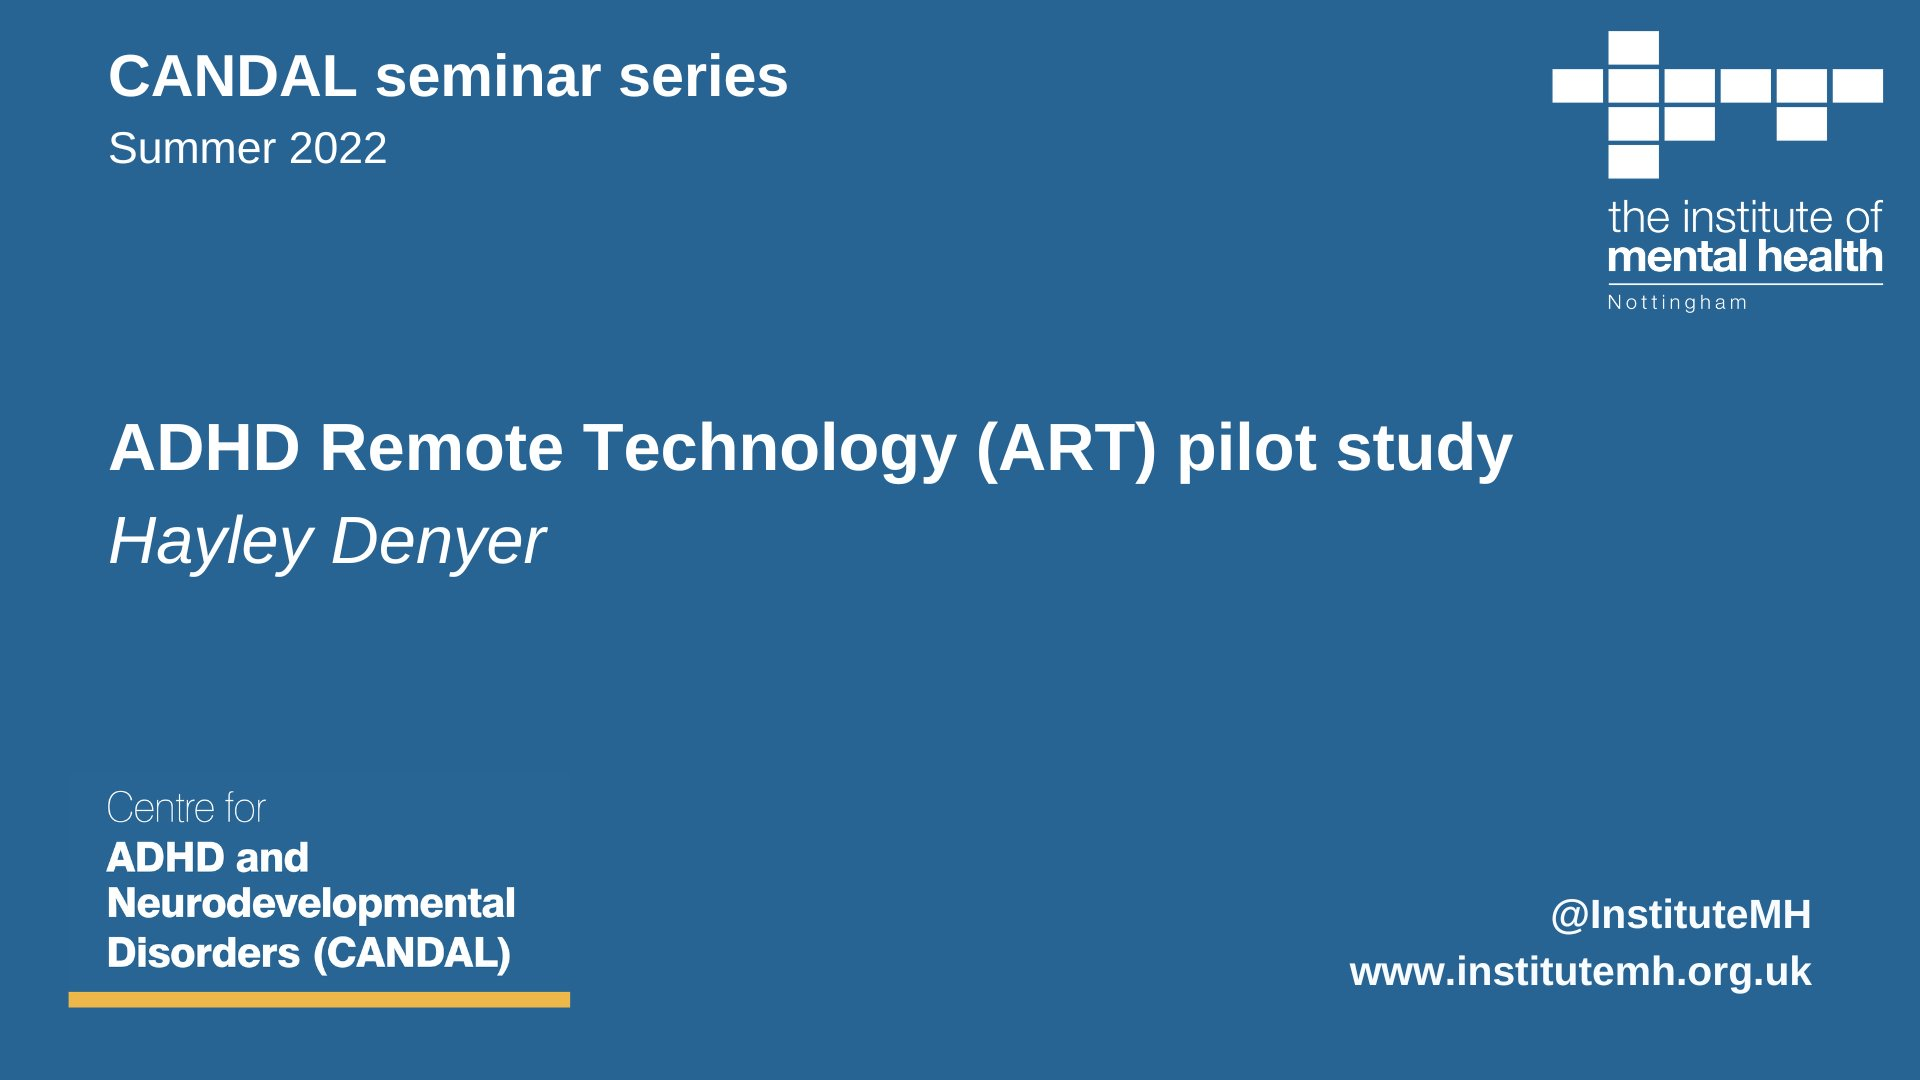 CANDAL seminar series
Summer 2022
the institute of
mental health
Nottingham
ADHD Remote Technology (ART) pilot study
Hayley Denyer
Centre for
ADHD and
Neurodevelopmental
Disorders (CANDAL)
@InstituteMH
www.institutemh.org.uk